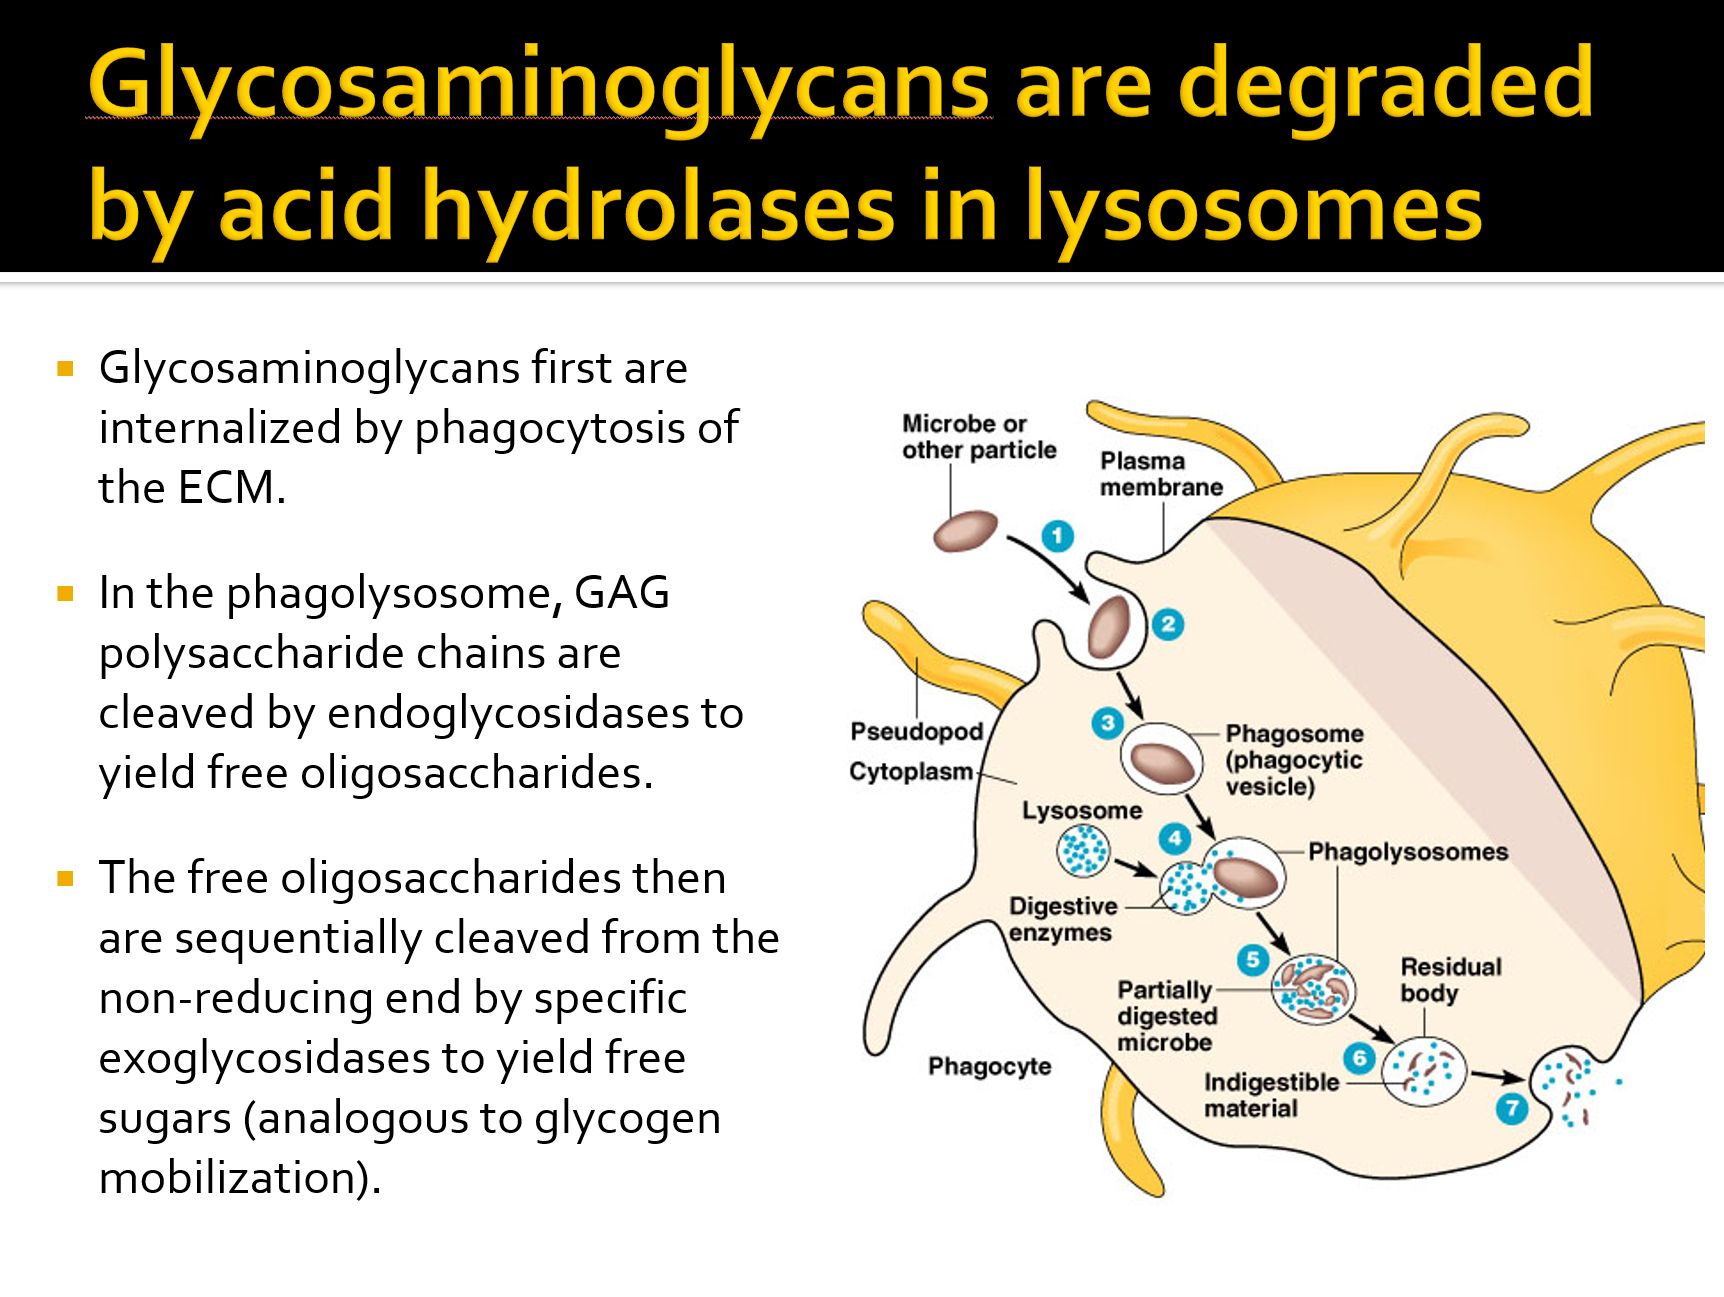 Glycosaminoglycans are degraded
by acid hydrolases in lysosomes
Glycosaminoglycans first are
internalized by phagocytosis of
the ECM.
In the phagolysosome, GAG
polysaccharide chains are
cleaved by endoglycosidases to
yield free oligosaccharides.
The free oligosaccharides then
are sequentially cleaved from the
non-reducing end by specific
exoglycosidases to yield free
sugars (analogous to glycogen
mobilization).
Microbe or
other particle
Plasma
membrane
1
2
Pseudopod
Cytoplasm
3
Phagosome
(phagocytic
vesicle)
Lysosome
4
Phagolysosomes
Digestive
enzymes
5
Partially
digested
microbe
Residual
body
Phagocyte
6
Indigestible
material
7